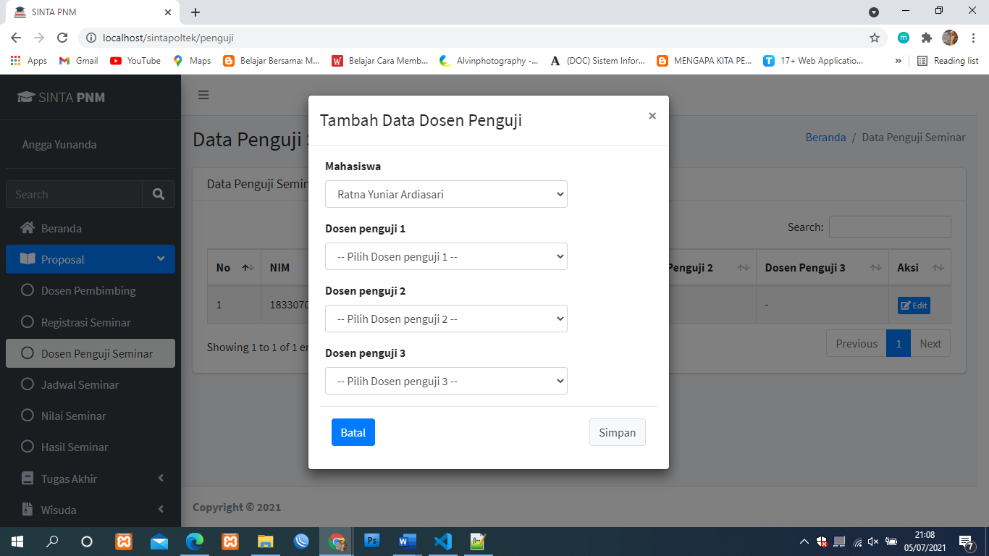 SINTA PNM
localhost/sintapoltek/penguji
Apps
Gmail
YouTube
Maps
Belajar Bersama: M...
Belajar Cara Memb...
Alvinphotography -...
(DOC) Sistem Infor...
MENGAPA KITA PE...
17+ Web Applicatio...
»
Reading list
SINTA PNM
Angga Yunanda
Search
Beranda
Proposal
Dosen Pembimbing
Registrasi Seminar
Dosen Penguji Seminar
Jadwal Seminar
Nilai Seminar
Hasil Seminar
Tugas Akhir
Wisuda
Data Penguji
Beranda / Data Penguji Seminar
Data Penguji Semin
Search:
No
NIM
Penguji 2
Dosen Penguji 3
Aksi
1
183307
-
Edit
Showing 1 to 1 of 1 en
Previous
1
Next
Tambah Data Dosen Penguji
×
Mahasiswa
Ratna Yuniar Ardiasari
Dosen penguji 1
-- Pilih Dosen penguji 1 --
Dosen penguji 2
-- Pilih Dosen penguji 2 --
Dosen penguji 3
-- Pilih Dosen penguji 3 --
Batal
Simpan
Copyright © 2021
21:08
05/07/2021
7